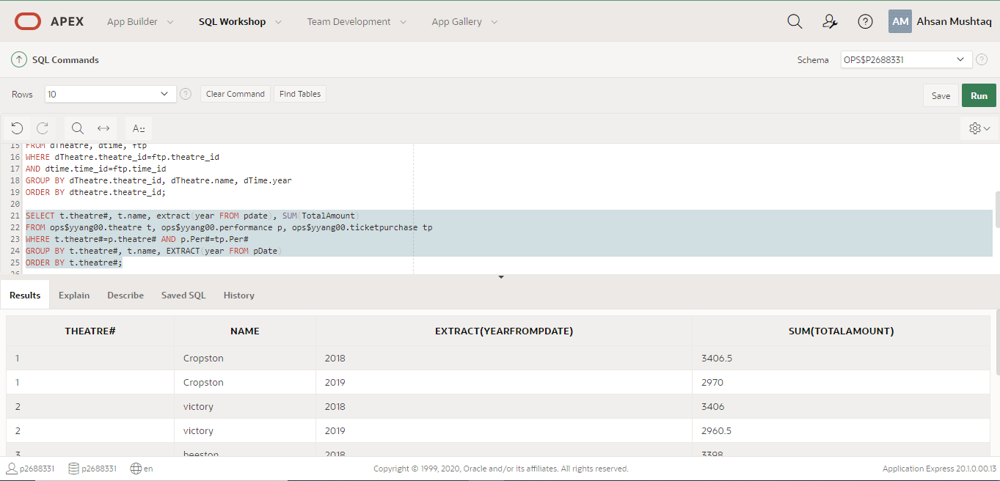 APEX App Builder SQL Workshop Team Development App Gallery AM Ahsan Mushtaq
SQL Commands Schema OPS$P2688331
Rows 10 Clear Command Find Tables Save Run
15 FROM dTheatre, dtime, ftp
16 WHERE dTheatre.theatre_id=ftp.theatre_id
17 AND dtime.time_id=ftp.time_id
18 GROUP BY dTheatre.theatre_id, dTheatre.name, dTime.year
19 ORDER BY dtheatre.theatre_id;
20
21 SELECT t.theatre#, t.name, extract(year FROM pdate), SUM(TotalAmount)
22 FROM ops$yyang00.theatre t, ops$yyang00.performance p, ops$yyang00.ticketpurchase tp
23 WHERE t.theatre#=p.theatre# AND p.Per#=tp.Per#
24 GROUP BY t.theatre#, t.name, EXTRACT(year FROM pDate)
25 ORDER BY t.theatre#;
26
Results Explain Describe Saved SQL History
THEATRE# NAME EXTRACT(YEARFROMPDATE) SUM(TOTALAMOUNT)
1 Cropston 2018 3406.5
1 Cropston 2019 2970
2 victory 2018 3406
2 victory 2019 2960.5
3 beeston 2018 3398
p2688331 p2688331 en Copyright © 1999, 2020, Oracle and/or its affiliates. All rights reserved. Application Express 20.1.0.00.13